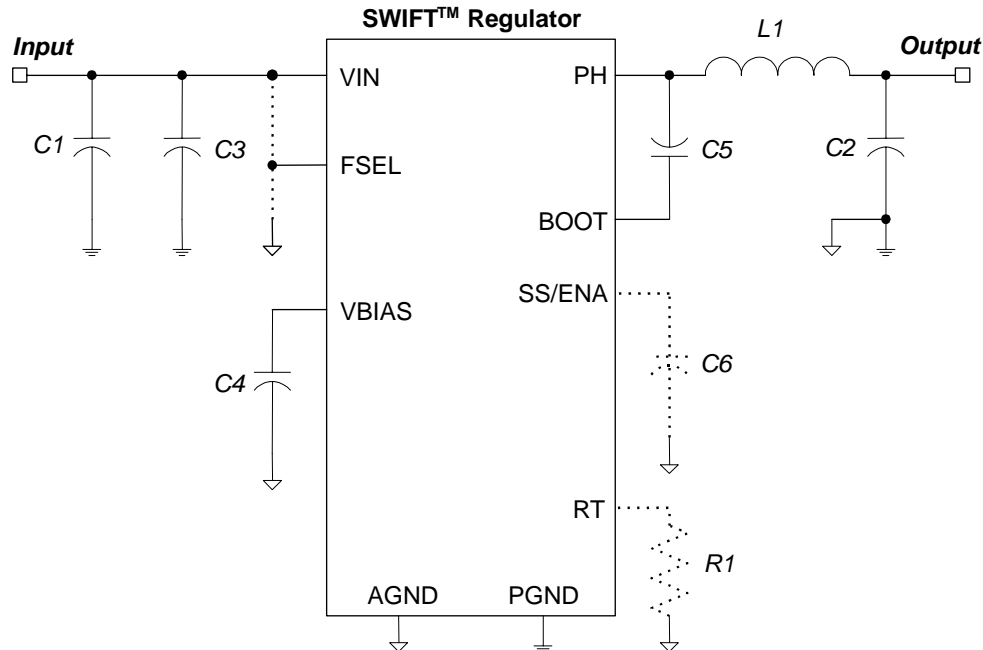 SWIFT™ Regulator
Input
Output
L1
VIN
PH
C1
C3
C5
C2
FSEL
BOOT
SS/ENA
VBIAS
C4
C6
RT
R1
AGND
PGND